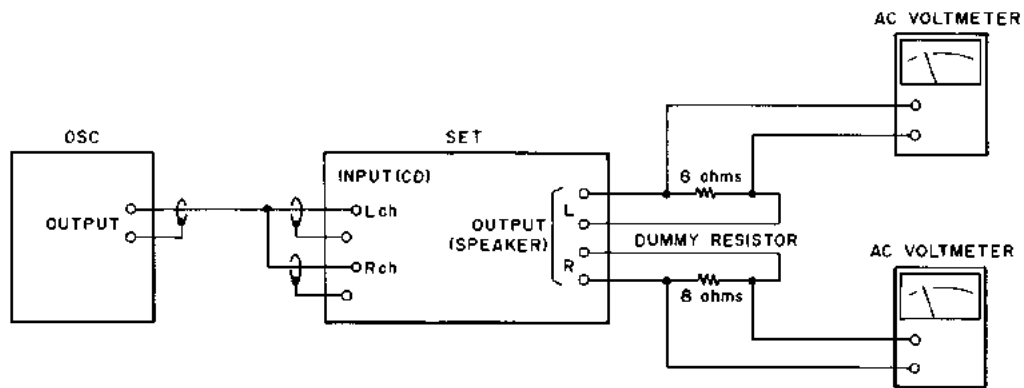 AC VOLTMETER
OSC
SET
INPUT(CD)
6 ohms
OUTPUT
Lch
OUTPUT
(SPEAKER)
L
DUMMY RESISTOR
AC VOLTMETER
Rch
R
8 ohms